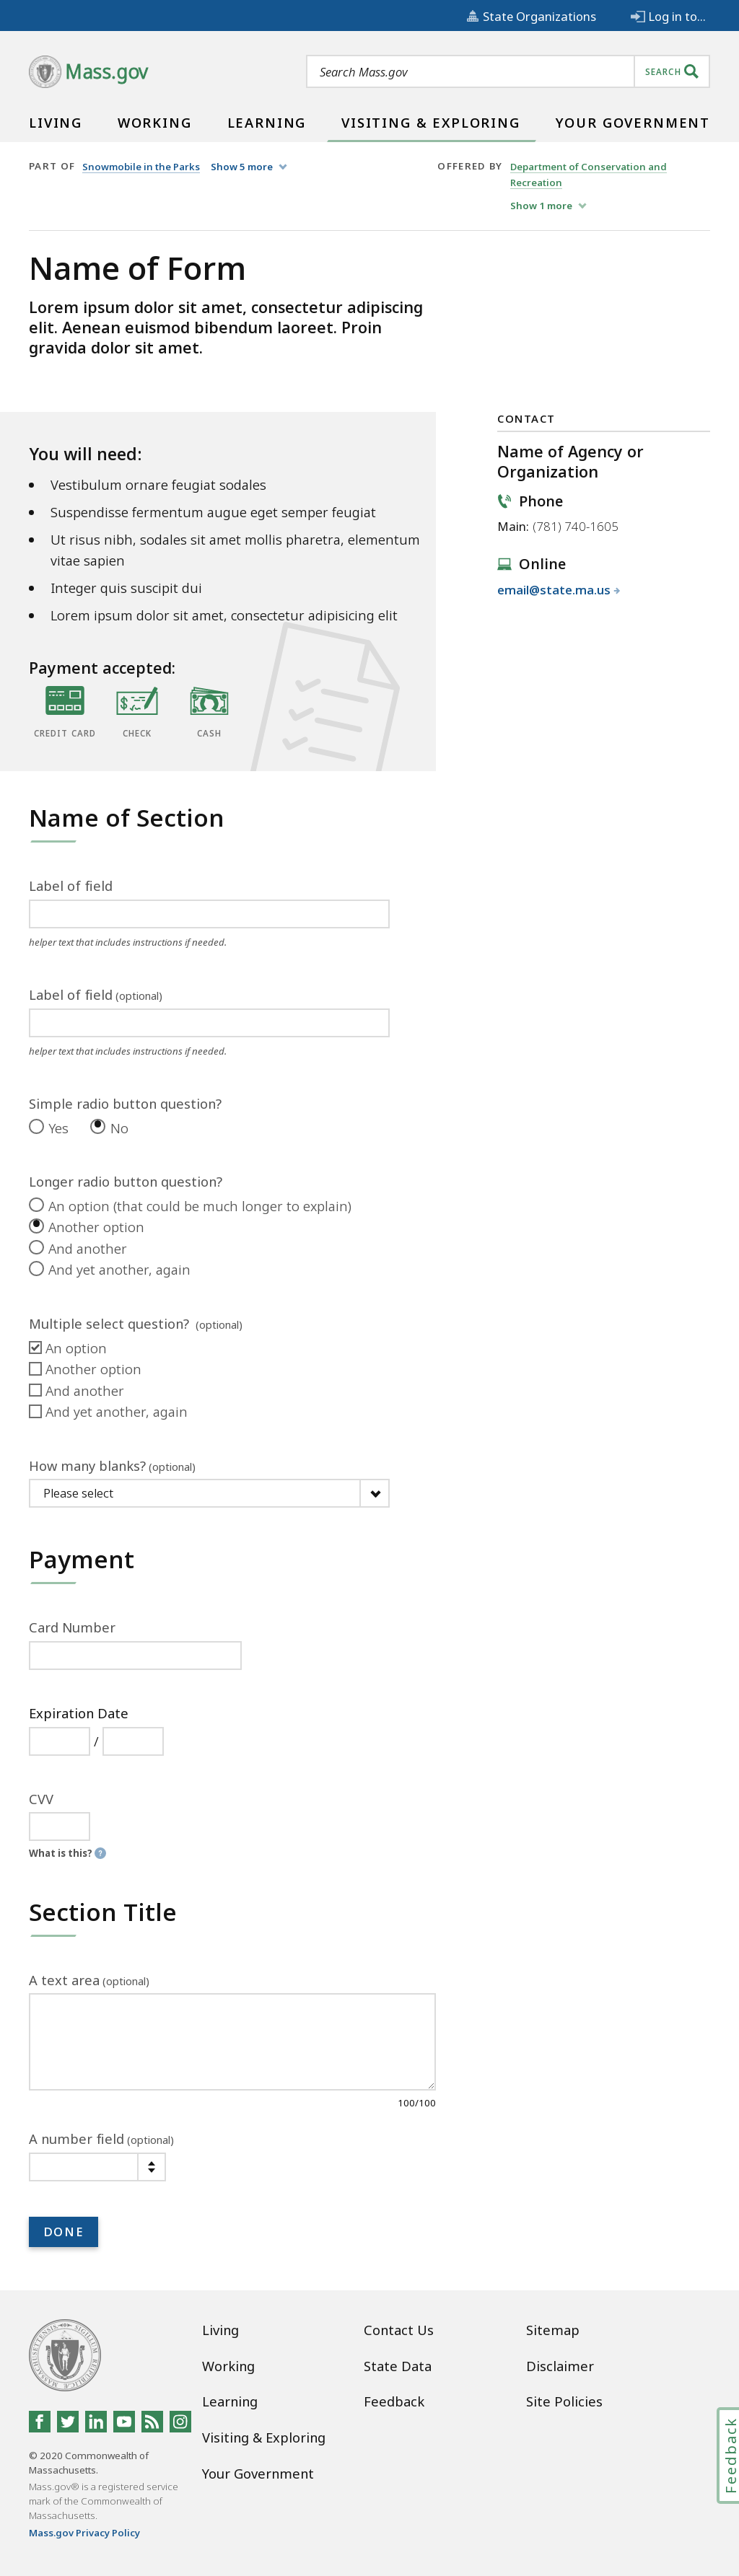 State Organizations
Log in to...
Mass.gov
Search Mass.gov
SEARCH
LIVING
WORKING
LEARNING
VISITING & EXPLORING
YOUR GOVERNMENT
PART OF
Snowmobile in the Parks
Show 5 more
OFFERED BY
Department of Conservation and
Recreation
Show 1 more
Name of Form
Lorem ipsum dolor sit amet, consectetur adipiscing
elit. Aenean euismod bibendum laoreet. Proin
gravida dolor sit amet.
You will need:
Vestibulum ornare feugiat sodales
Suspendisse fermentum augue eget semper feugiat
Ut risus nibh, sodales sit amet mollis pharetra, elementum
vitae sapien
Integer quis suscipit dui
Lorem ipsum dolor sit amet, consectetur adipisicing elit
Payment accepted:
CREDIT CARD
CHECK
CASH
CONTACT
Name of Agency or
Organization
Phone
Main: (781) 740-1605
Online
email@state.ma.us
Name of Section
Label of field
helper text that includes instructions if needed.
Label of field (optional)
helper text that includes instructions if needed.
Simple radio button question?
Yes
No
Longer radio button question?
An option (that could be much longer to explain)
Another option
And another
And yet another, again
Multiple select question? (optional)
An option
Another option
And another
And yet another, again
How many blanks? (optional)
Please select
Payment
Card Number
Expiration Date
/
CVV
What is this? ?
Section Title
A text area (optional)
100/100
A number field (optional)
DONE
Living
Working
Learning
Visiting & Exploring
Your Government
Contact Us
State Data
Feedback
Sitemap
Disclaimer
Site Policies
© 2020 Commonwealth of
Massachusetts.
Mass.gov® is a registered service
mark of the Commonwealth of
Massachusetts.
Mass.gov Privacy Policy
Feedback